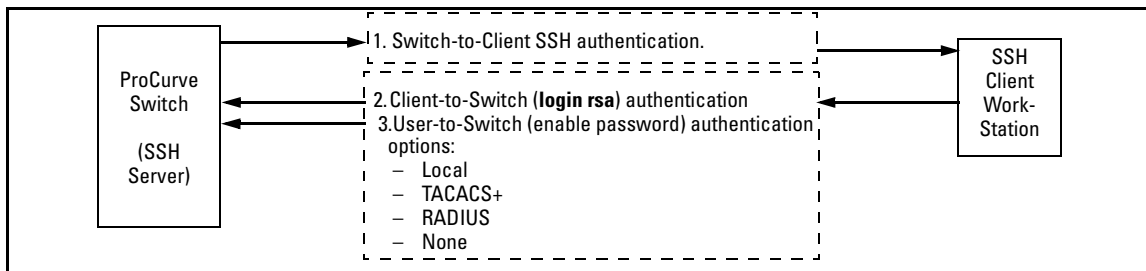 ProCurve
Switch
(SSH
Server)
1. Switch-to-Client SSH authentication.
2.Client-to-Switch (login rsa) authentication
3.User-to-Switch (enable password) authentication
options:
– Local
– TACACS+
– RADIUS
– None
SSH
Client
Work-
Station